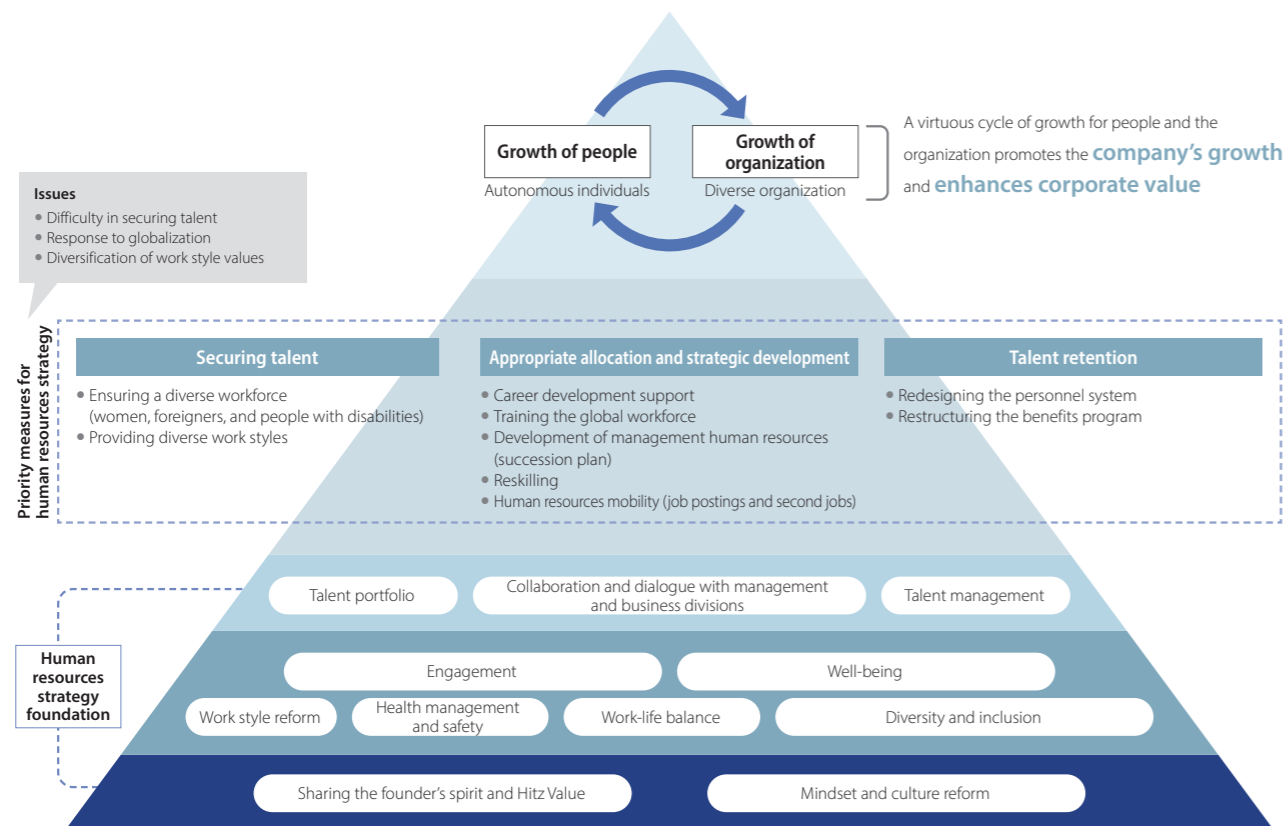 Growth of people
Autonomous individuals
Growth of
organization
Diverse organization
A virtuous cycle of growth for people and the
organization promotes the company's growth
and enhances corporate value
Issues
• Difficulty in securing talent
• Response to globalization
• Diversification of work style values
Priority measures for
human resources strategy
Securing talent
• Ensuring a diverse workforce
(women, foreigners, and people with disabilities)
• Providing diverse work styles
Appropriate allocation and strategic development
• Career development support
• Training the global workforce
• Development of management human resources
(succession plan)
• Reskilling
• Human resources mobility (job postings and second jobs)
Talent retention
• Redesigning the personnel system
• Restructuring the benefits program
Human
resources
strategy
foundation
Talent portfolio
Collaboration and dialogue with management
and business divisions
Talent management
Engagement
Well-being
Work style reform
Health management
and safety
Work-life balance
Diversity and inclusion
Sharing the founder's spirit and Hitz Value
Mindset and culture reform